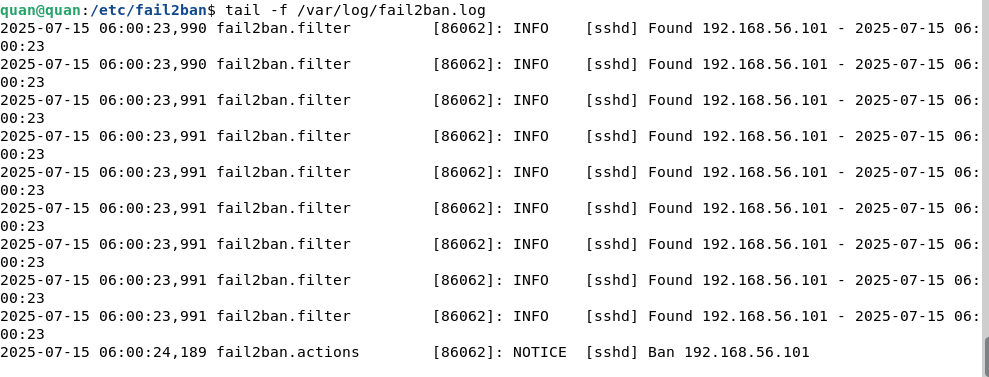 quan@quan:/etc/fail2ban$ tail -f /var/log/fail2ban.log
2025-07-15 06:00:23,990 fail2ban.filter         [86062]: INFO    [sshd] Found 192.168.56.101 - 2025-07-15 06:
00:23
2025-07-15 06:00:23,990 fail2ban.filter         [86062]: INFO    [sshd] Found 192.168.56.101 - 2025-07-15 06:
00:23
2025-07-15 06:00:23,991 fail2ban.filter         [86062]: INFO    [sshd] Found 192.168.56.101 - 2025-07-15 06:
00:23
2025-07-15 06:00:23,991 fail2ban.filter         [86062]: INFO    [sshd] Found 192.168.56.101 - 2025-07-15 06:
00:23
2025-07-15 06:00:23,991 fail2ban.filter         [86062]: INFO    [sshd] Found 192.168.56.101 - 2025-07-15 06:
00:23
2025-07-15 06:00:23,991 fail2ban.filter         [86062]: INFO    [sshd] Found 192.168.56.101 - 2025-07-15 06:
00:23
2025-07-15 06:00:23,991 fail2ban.filter         [86062]: INFO    [sshd] Found 192.168.56.101 - 2025-07-15 06:
00:23
2025-07-15 06:00:23,991 fail2ban.filter         [86062]: INFO    [sshd] Found 192.168.56.101 - 2025-07-15 06:
00:23
2025-07-15 06:00:23,991 fail2ban.filter         [86062]: INFO    [sshd] Found 192.168.56.101 - 2025-07-15 06:
00:23
2025-07-15 06:00:24,189 fail2ban.actions        [86062]: NOTICE  [sshd] Ban 192.168.56.101